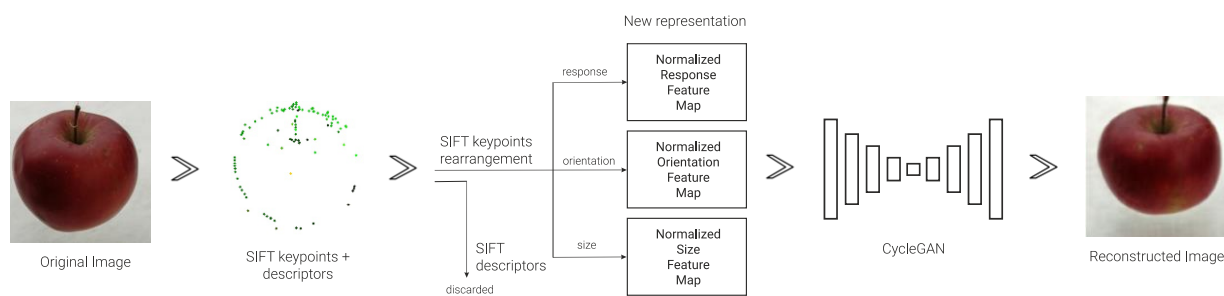 New representation
Normalized
Response
Feature
Map
response
SIFT keypoints
rearrangement
orientation
Normalized
Orientation
Feature
Map
size
Normalized
Size
Feature
Map
SIFT
descriptors
discarded
Original Image
SIFT keypoints +
descriptors
CycleGAN
Reconstructed Image